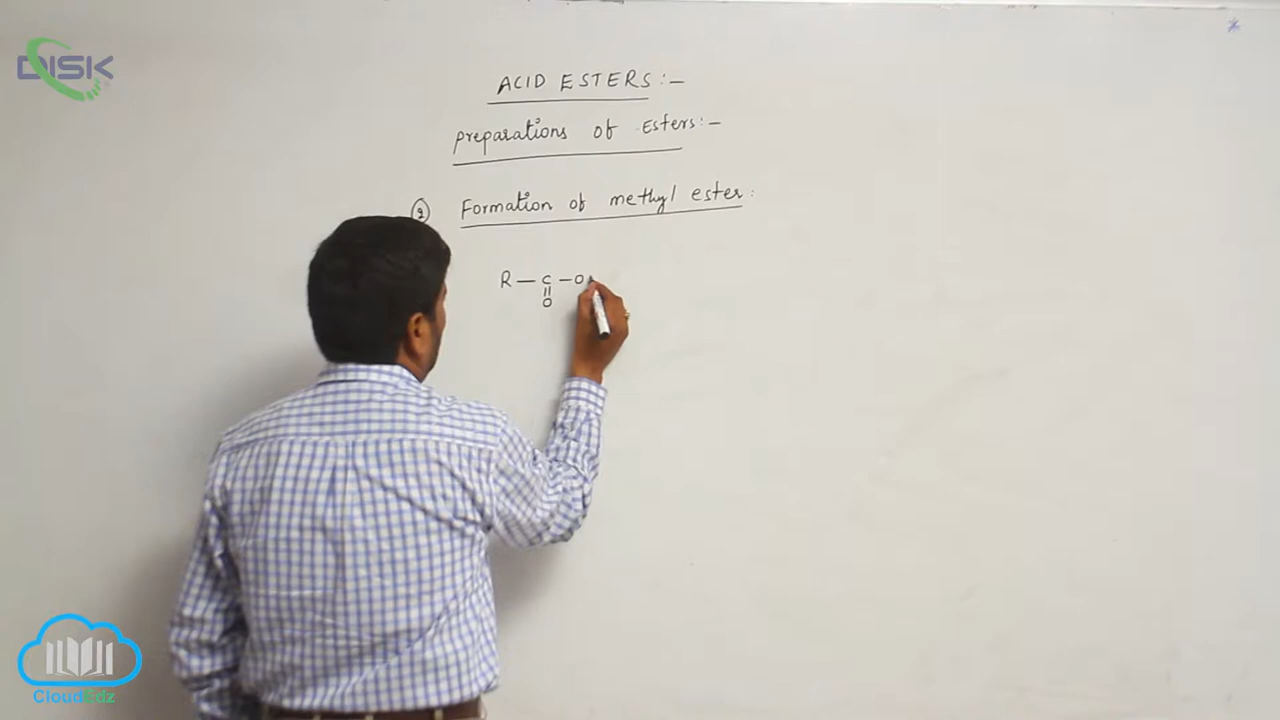 DISK
ACID ESTERS:-
preparations of Esters:-
2 Formation of methyl ester:
R — C — O
||
O
CloudEdz